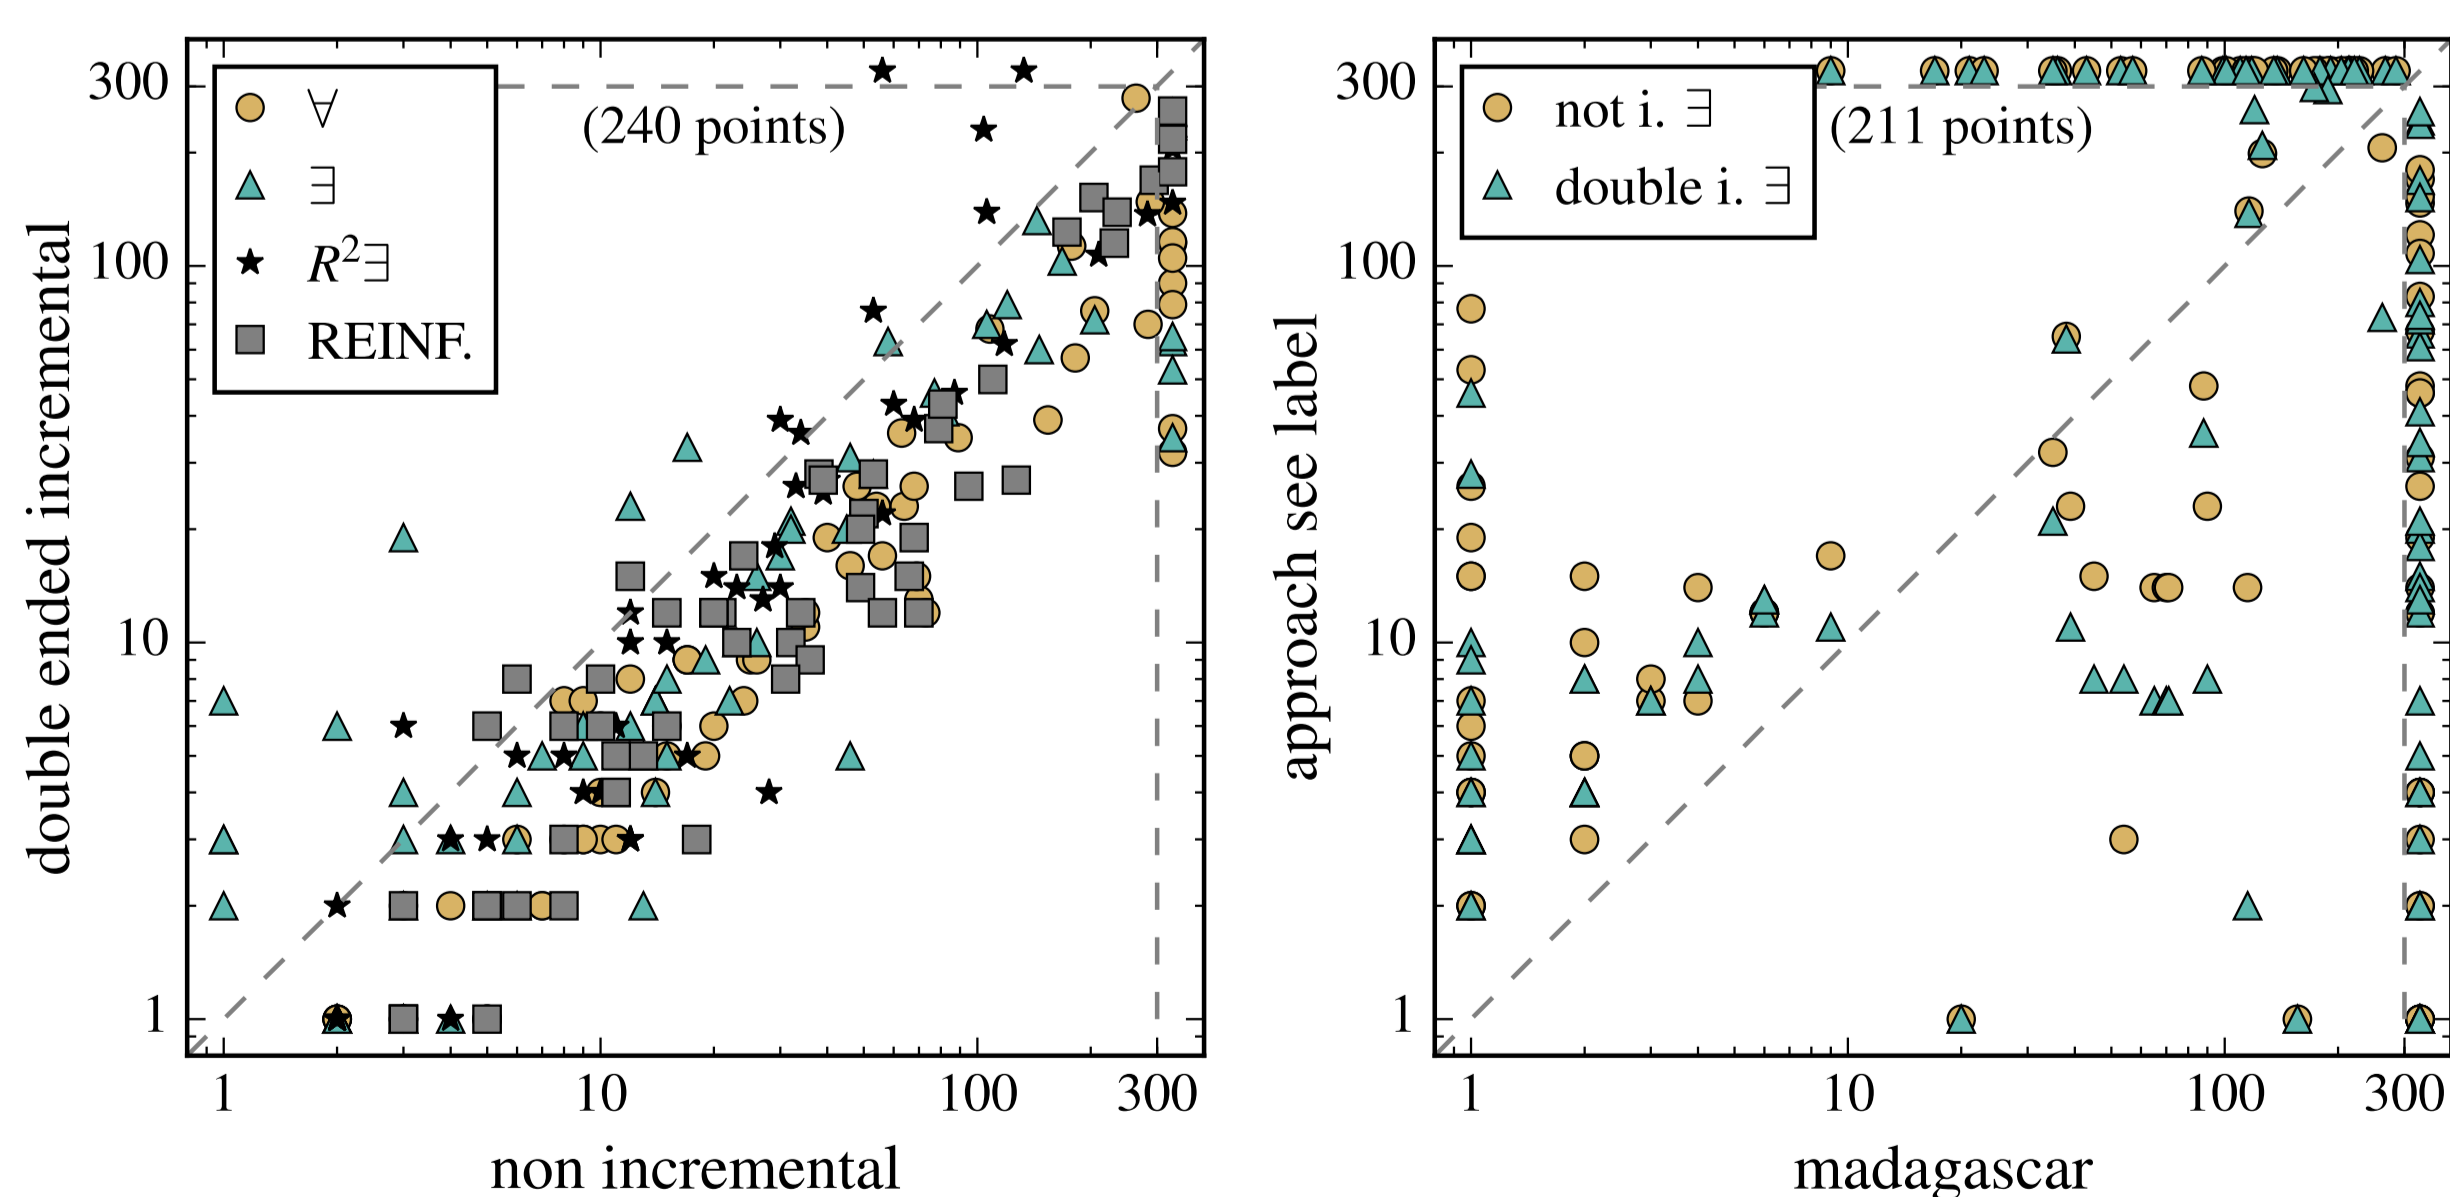 double ended incremental
300
100
10
1
∀
∃
R²∃
REINF.
(240 points)
1 10 100 300
non incremental
approach see label
300
100
10
1
not i. ∃
double i. ∃
(211 points)
1 10 100 300
madagascar